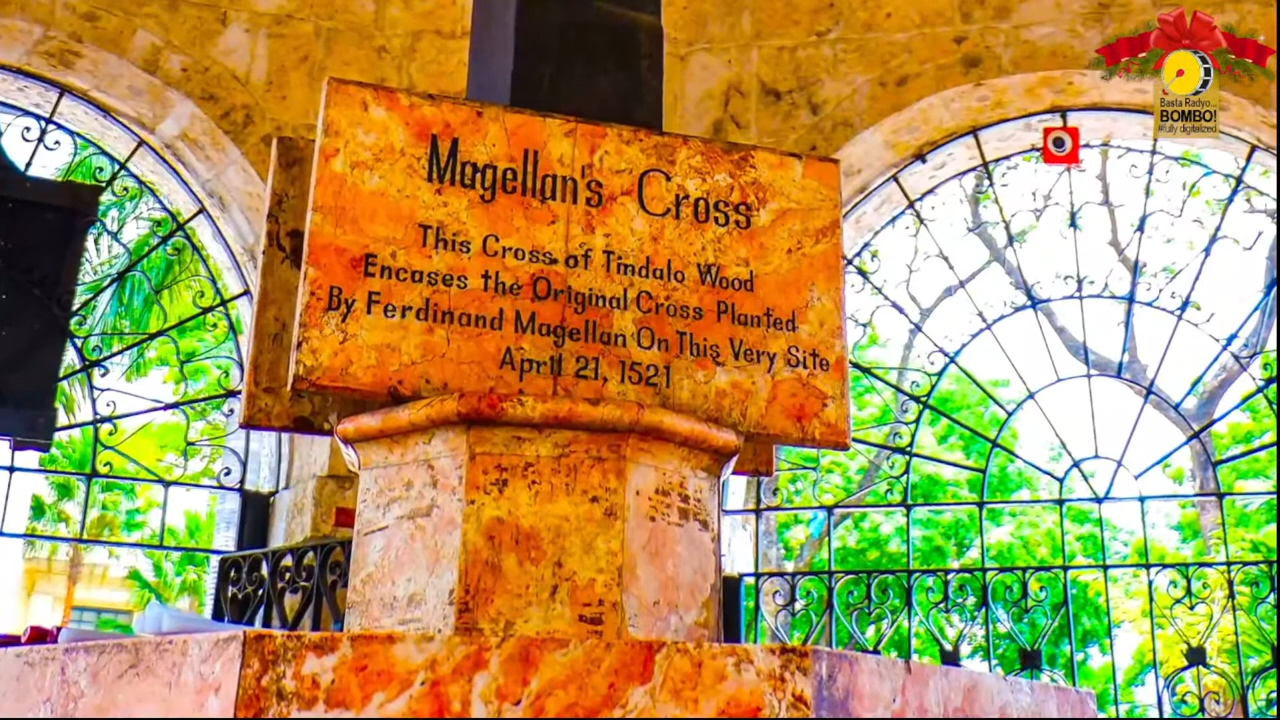 Magellan's Cross
This Cross of Tindalo Wood
Encases the Original Cross Planted
By Ferdinand Magellan On This Very Site
April 21, 1521
Basta Radyo...
BOMBO!
#fully digitalized